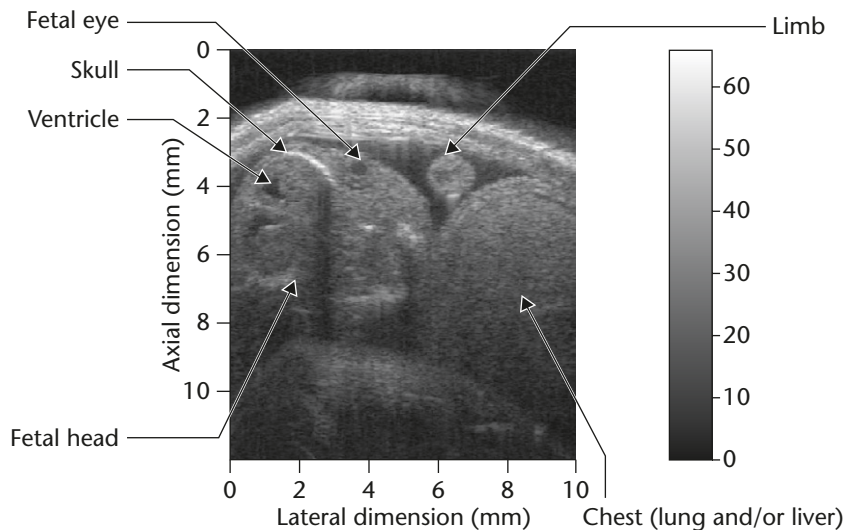 Fetal eye
Limb
Skull
Ventricle
Fetal head
Chest (lung and/or liver)
Axial dimension (mm)
0
2
4
6
8
10
0 2 4 6 8 10
Lateral dimension (mm)
60
50
40
30
20
10
0